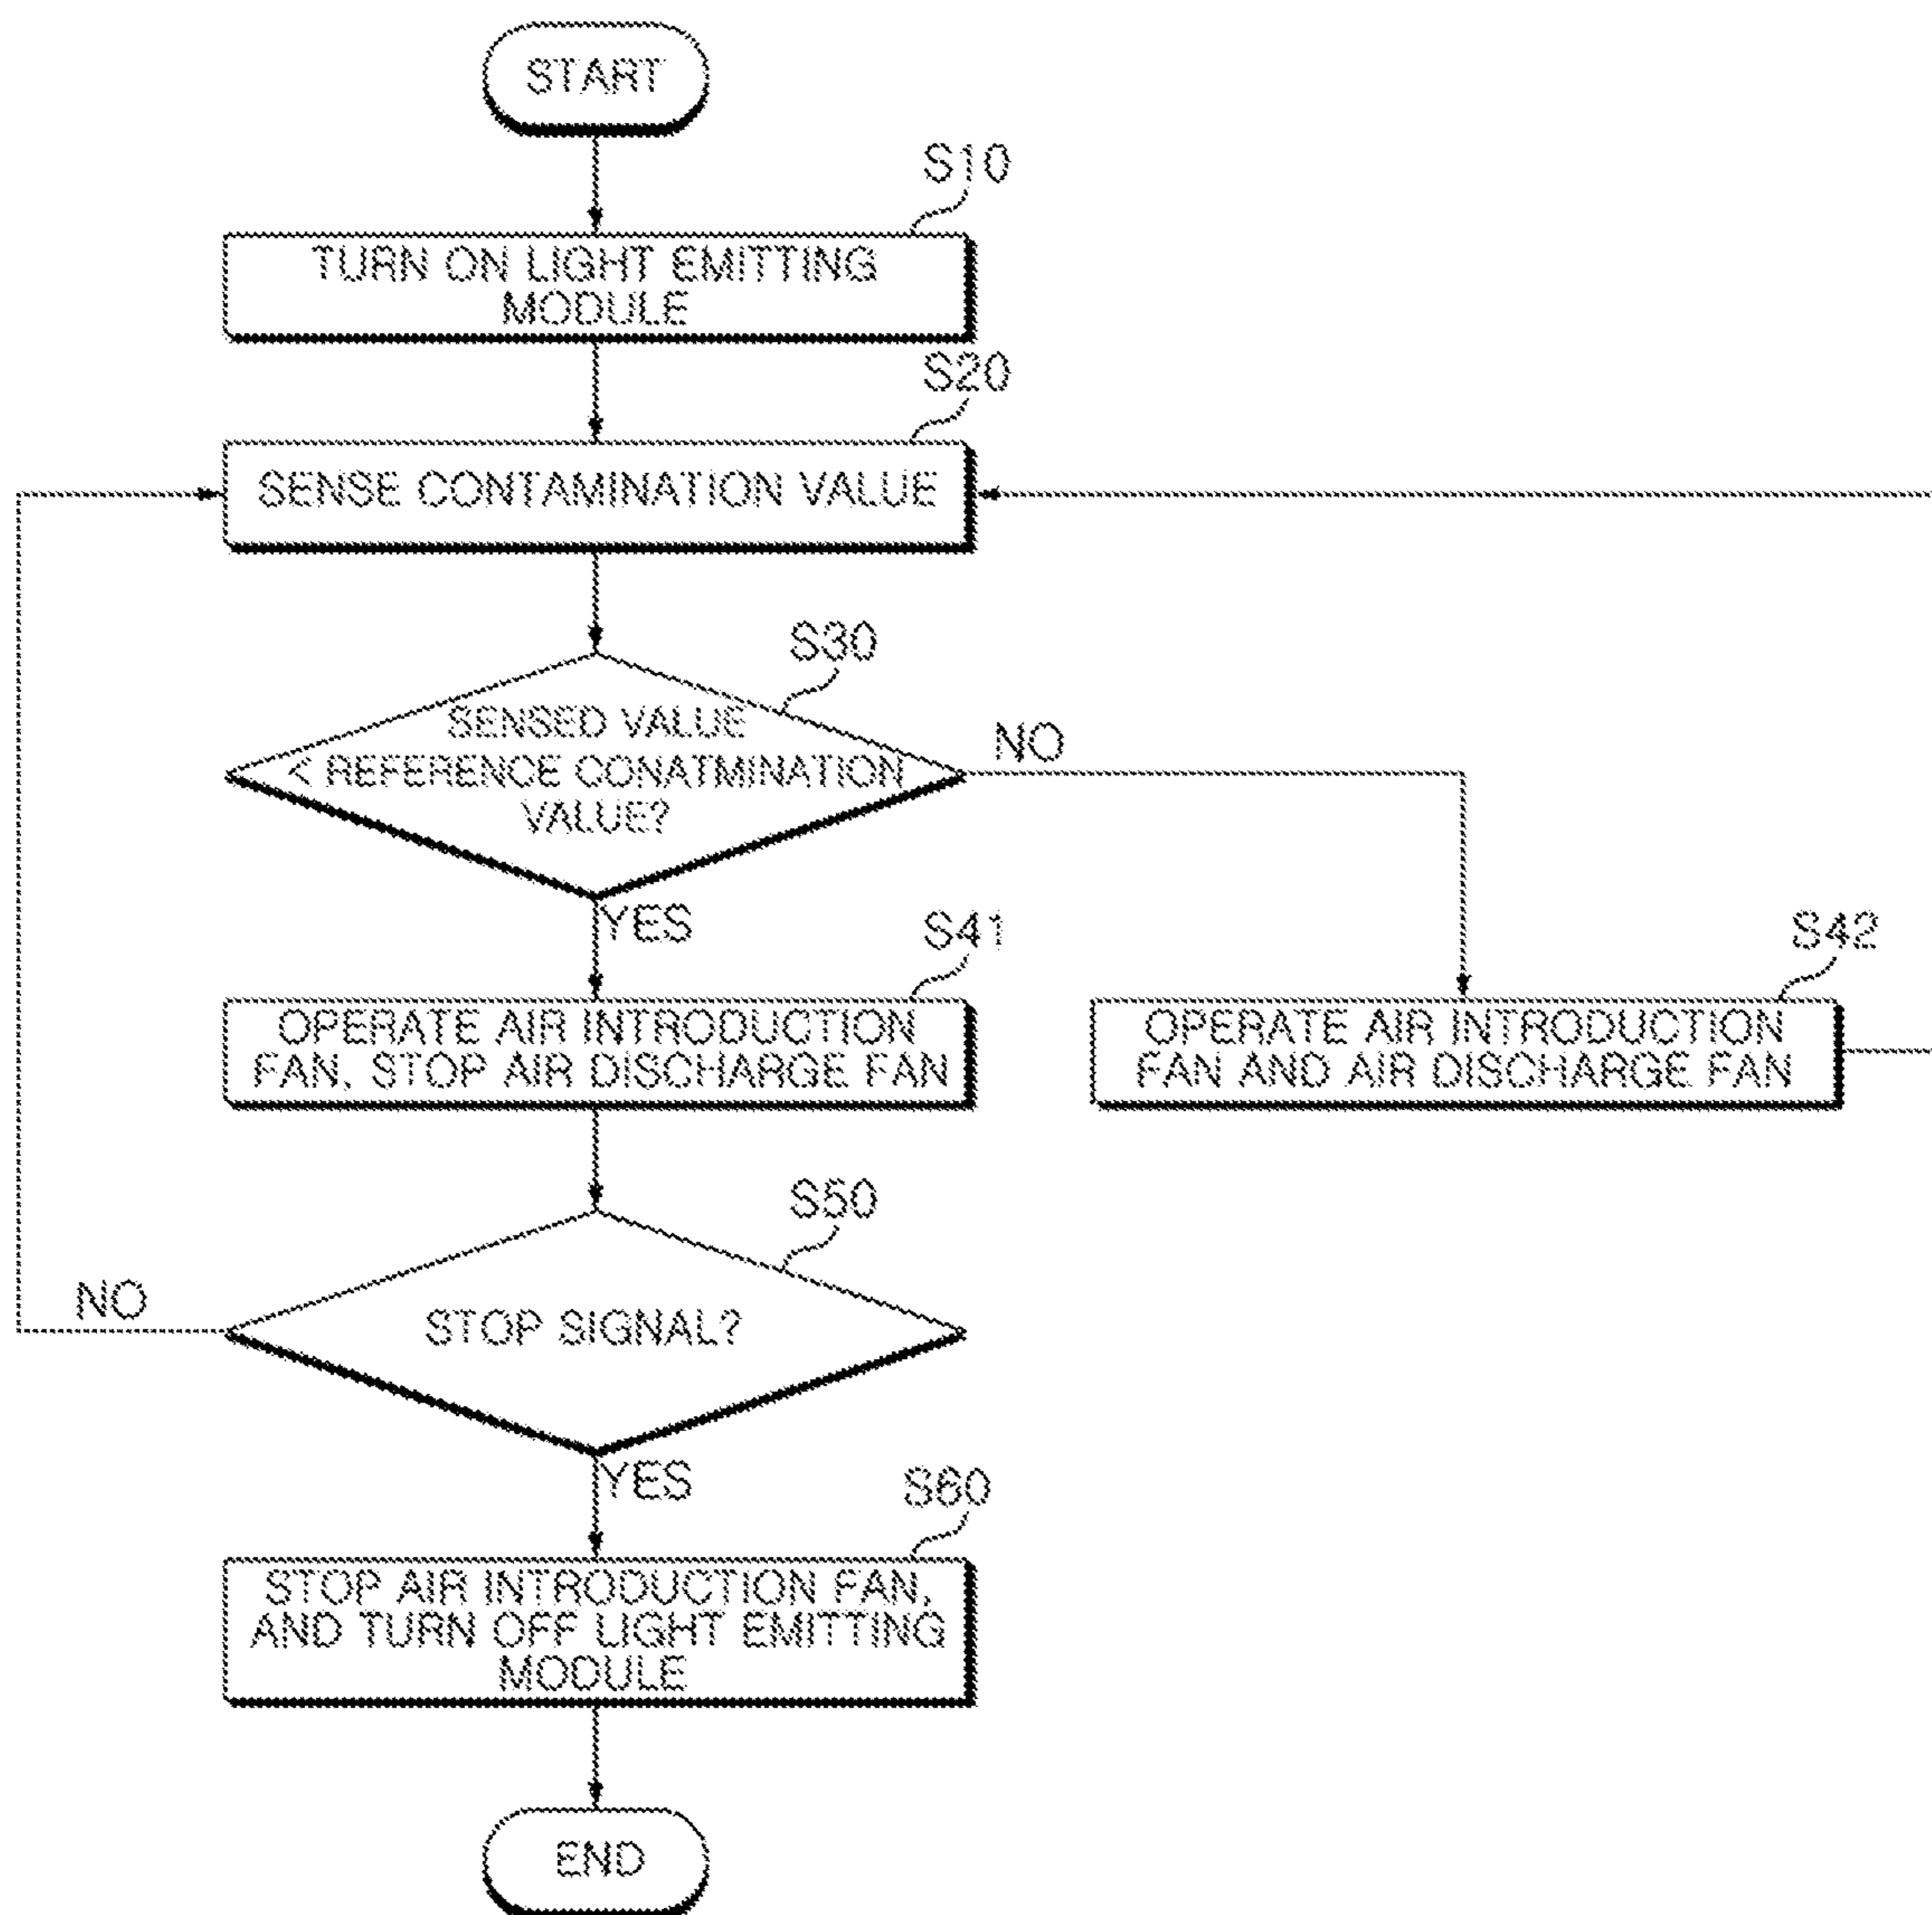 START
S10
TURN ON LIGHT EMITTING
MODULE
S20
SENSE CONTAMINATION VALUE
S30
SENSED VALUE
< REFERENCE CONATMINATION
VALUE?
NO
YES
S41
OPERATE AIR INTRODUCTION
FAN, STOP AIR DISCHARGE FAN
S42
OPERATE AIR INTRODUCTION
FAN AND AIR DISCHARGE FAN
S50
STOP SIGNAL?
NO
YES
S60
STOP AIR INTRODUCTION FAN,
AND TURN OFF LIGHT EMITTING
MODULE
END